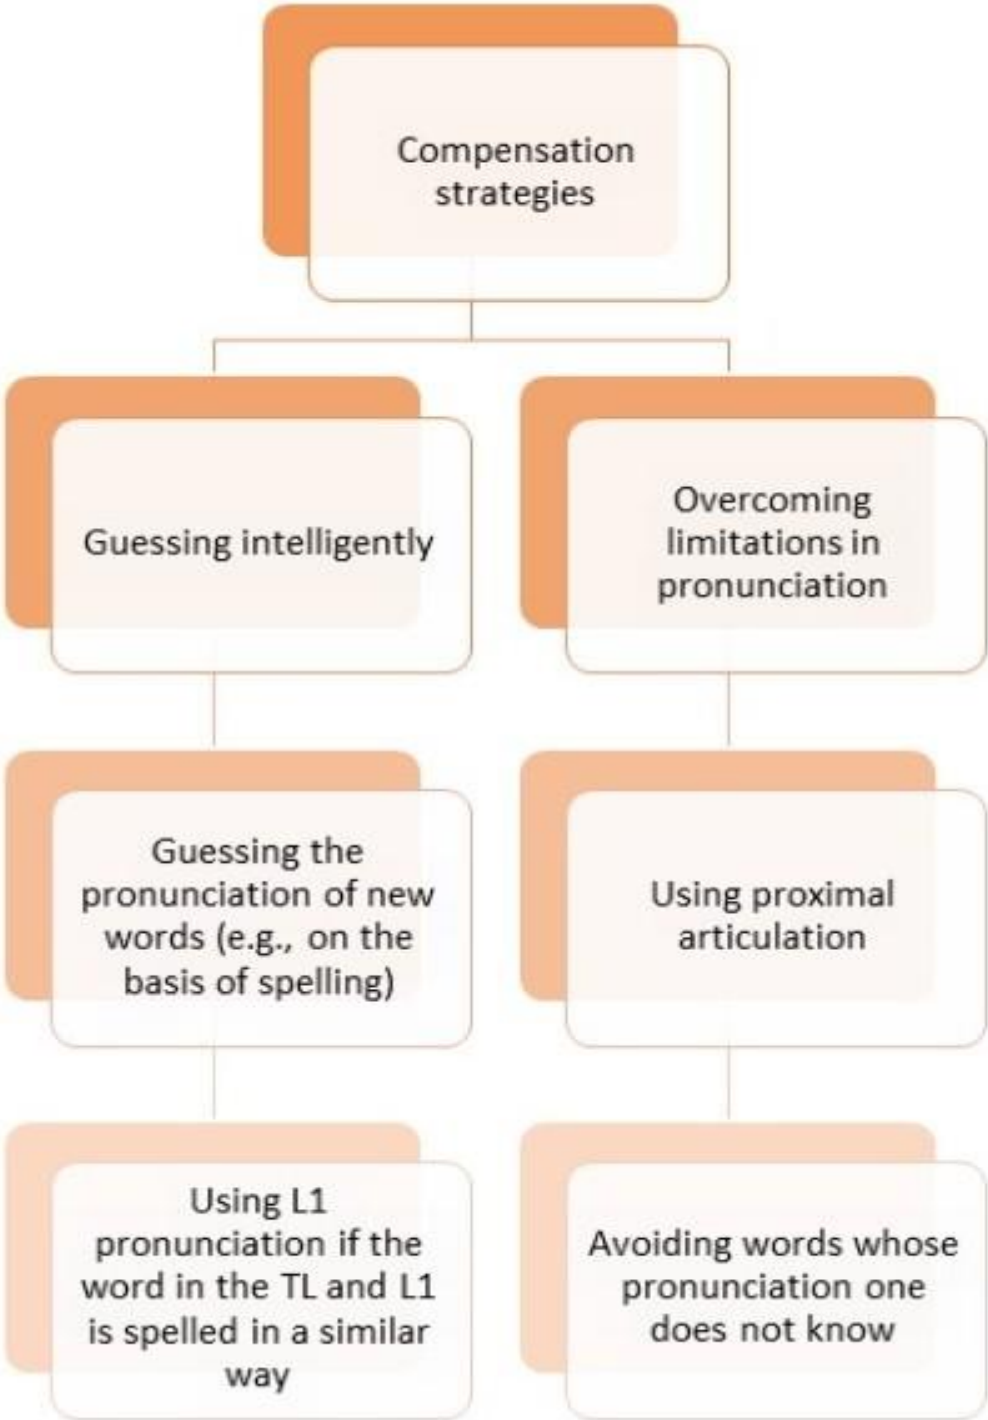 Compensation
strategies
Guessing intelligently
Overcoming
limitations in
pronunciation
Guessing the
pronunciation of new
words (e.g., on the
basis of spelling)
Using proximal
articulation
Using L1
pronunciation if the
word in the TL and L1
is spelled in a similar
way
Avoiding words whose
pronunciation one
does not know